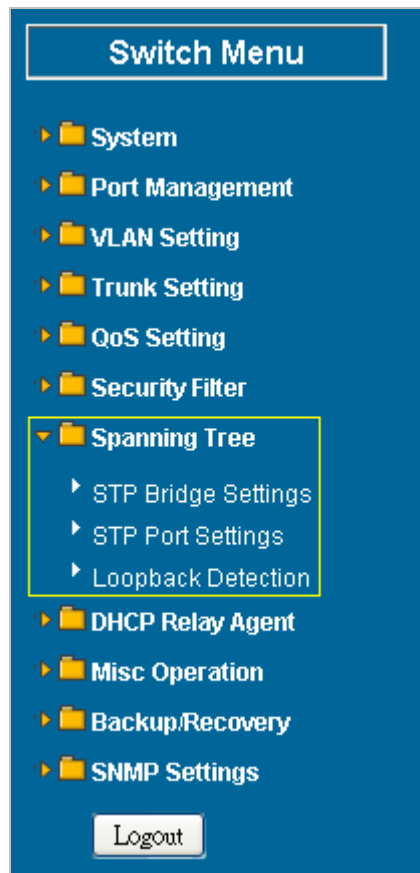 Switch Menu
System
Port Management
VLAN Setting
Trunk Setting
QoS Setting
Security Filter
Spanning Tree
STP Bridge Settings
STP Port Settings
Loopback Detection
DHCP Relay Agent
Misc Operation
Backup/Recovery
SNMP Settings
Logout